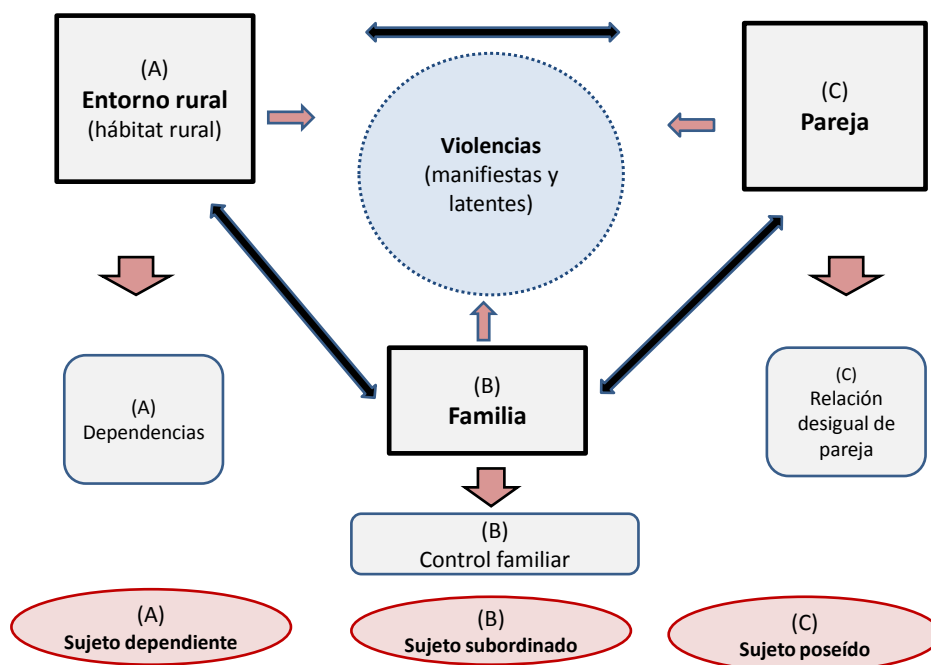 (A)
Entorno rural
(hábitat rural)
Violencias
(manifiestas y
latentes)
(C)
Pareja
(A)
Dependencias
(B)
Familia
(C)
Relación
desigual de
pareja
(B)
Control familiar
(A)
Sujeto dependiente
(B)
Sujeto subordinado
(C)
Sujeto poseído